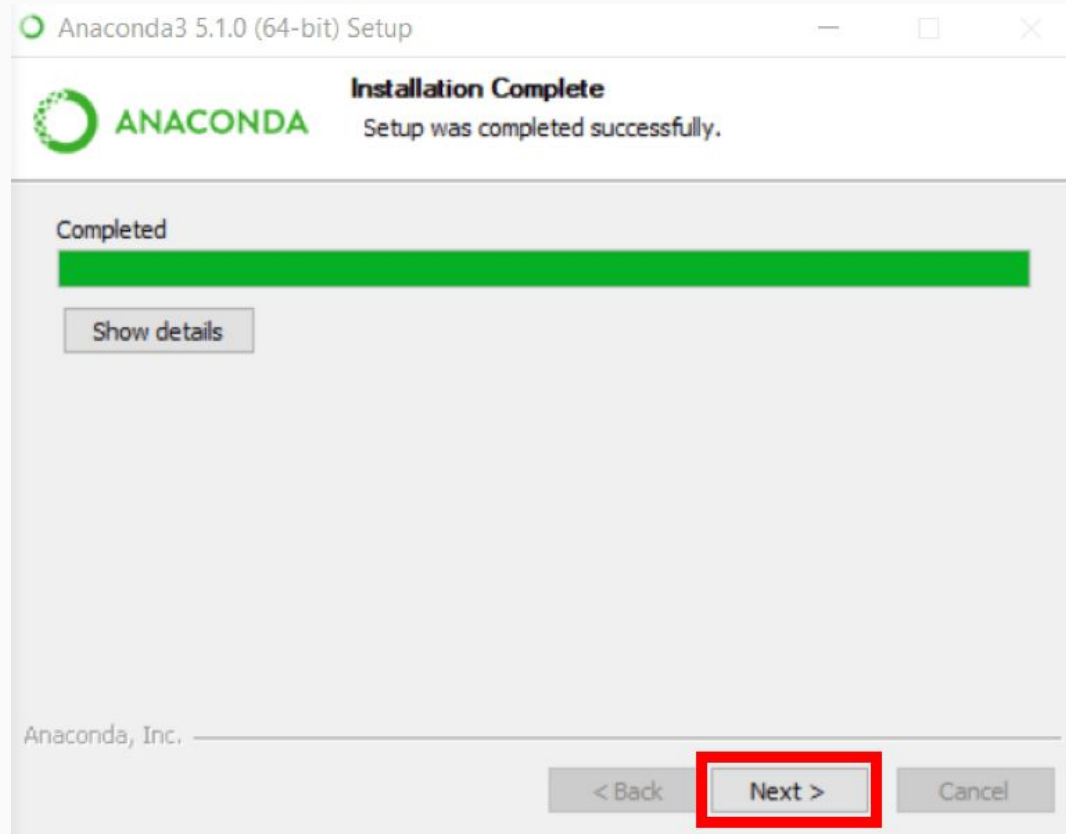 Anaconda3 5.1.0 (64-bit) Setup
ANACONDA
Installation Complete
Setup was completed successfully.
Completed
Show details
Anaconda, Inc.
< Back Next > Cancel